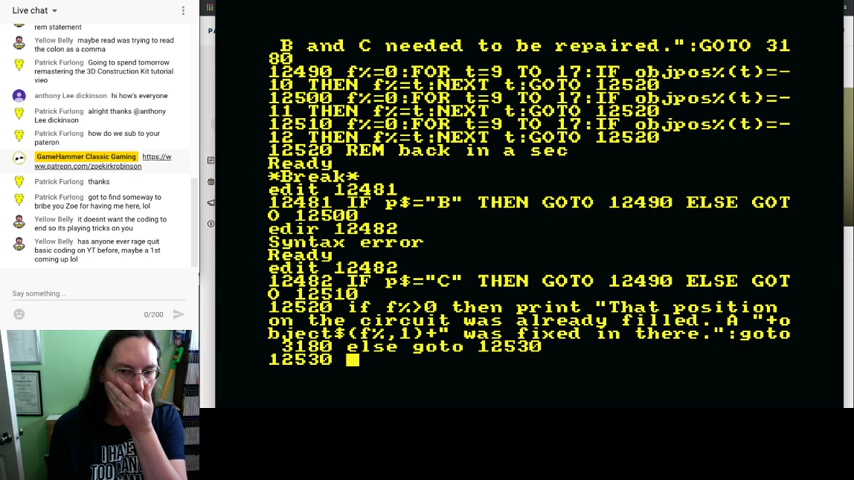 Live chat
rem statement
Yellow Belly maybe read was trying to
read the colon as a comma
Patrick Furlong Going to spend tomorrow
remastering the 3D Construction Kit tutorial
vieo
anthony Lee dickinson hi how's everyone
Patrick Furlong alright thanks @anthony
Lee dickinson
Patrick Furlong how do we sub to your
pateron
GameHammer Classic Gaming https://w
ww.patreon.com/zoekirkrobinson
Patrick Furlong thanks
Patrick Furlong got to find someway to
bribe you Zoe for having me here, lol
Yellow Belly it doesnt want the coding to
end so its playing tricks on you
Yellow Belly has anyone ever rage quit
basic coding on YT before, maybe a 1st
coming up lol
Say something...
0/200
B and C needed to be repaired.":GOTO 31
80
12490 f%=0:FOR t=9 TO 17:IF objpos%(t)=-
10 THEN f%=t:NEXT t:GOTO 12520
12500 f%=0:FOR t=9 TO 17:IF objpos%(t)=-
11 THEN f%=t:NEXT t:GOTO 12520
12510 f%=0:FOR t=9 TO 17:IF objpos%(t)=-
12 THEN f%=t:NEXT t:GOTO 12520
12520 REM back in a sec
Ready
*Break*
edit 12481
12481 IF p$="B" THEN GOTO 12490 ELSE GOT
O 12500
edir 12482
Syntax error
Ready
edit 12482
12482 IF p$="C" THEN GOTO 12490 ELSE GOT
O 12510
12520 if f%>0 then print "That position
on the circuit was already filled. A "+o
bject$(f%,1)+" was fixed in there.":goto
3180 else goto 12530
12530
I HA
TOO